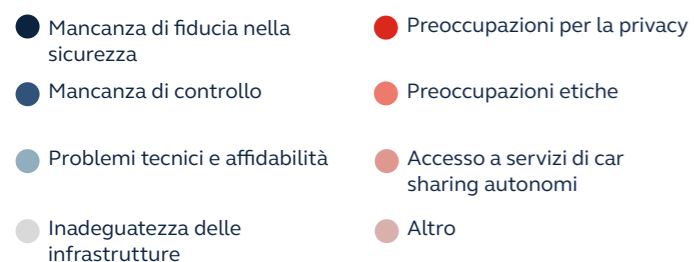 Mancanza di fiducia nella
sicurezza
Mancanza di controllo
Problemi tecnici e affidabilità
Inadeguatezza delle
infrastrutture
Preoccupazioni per la privacy
Preoccupazioni etiche
Accesso a servizi di car
sharing autonomi
Altro